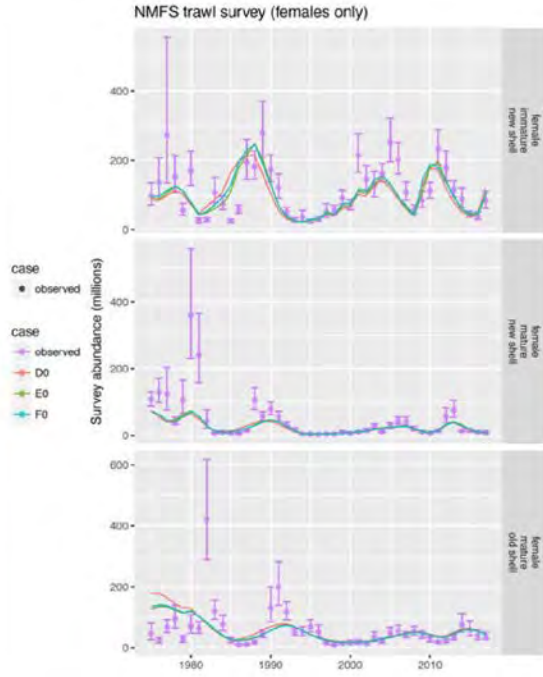 NMFS trawl survey (females only)
400
200
0
female
immature
new shell
case
observed
case
observed
D0
E0
F0
Survey abundance (millions)
400
200
0
female
mature
new shell
600
400
200
0
female
mature
old shell
1980
1990
2000
2010